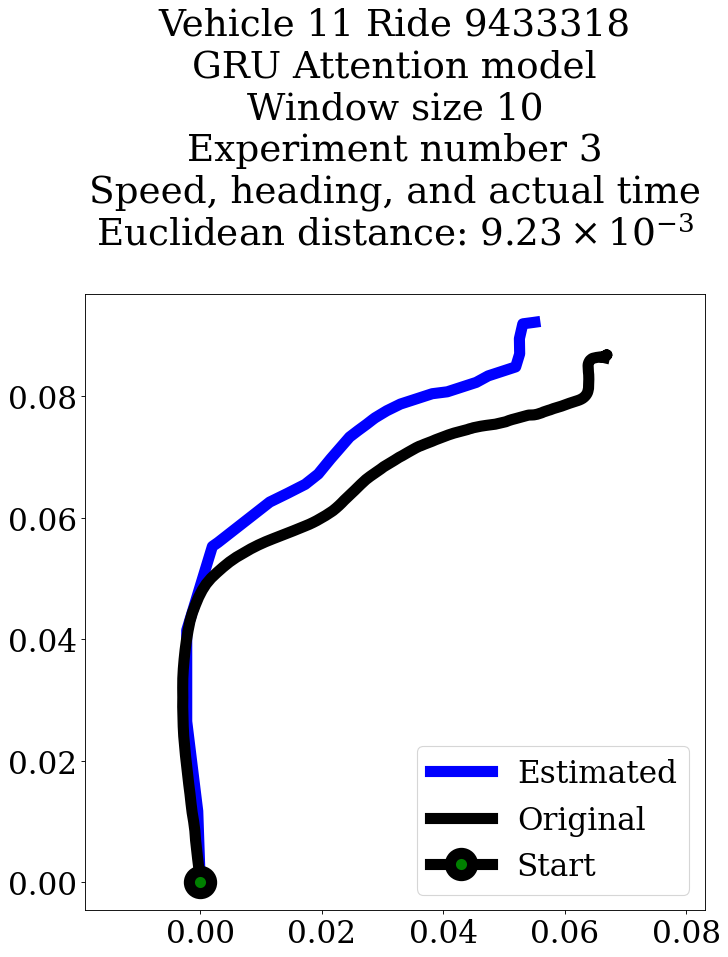 Vehicle 11 Ride 9433318
GRU Attention model
Window size 10
Experiment number 3
Speed, heading, and actual time
Euclidean distance: 9.23 × 10⁻³
0.08
0.06
0.04
0.02
0.00
Estimated
Original
Start
0.00 0.02 0.04 0.06 0.08